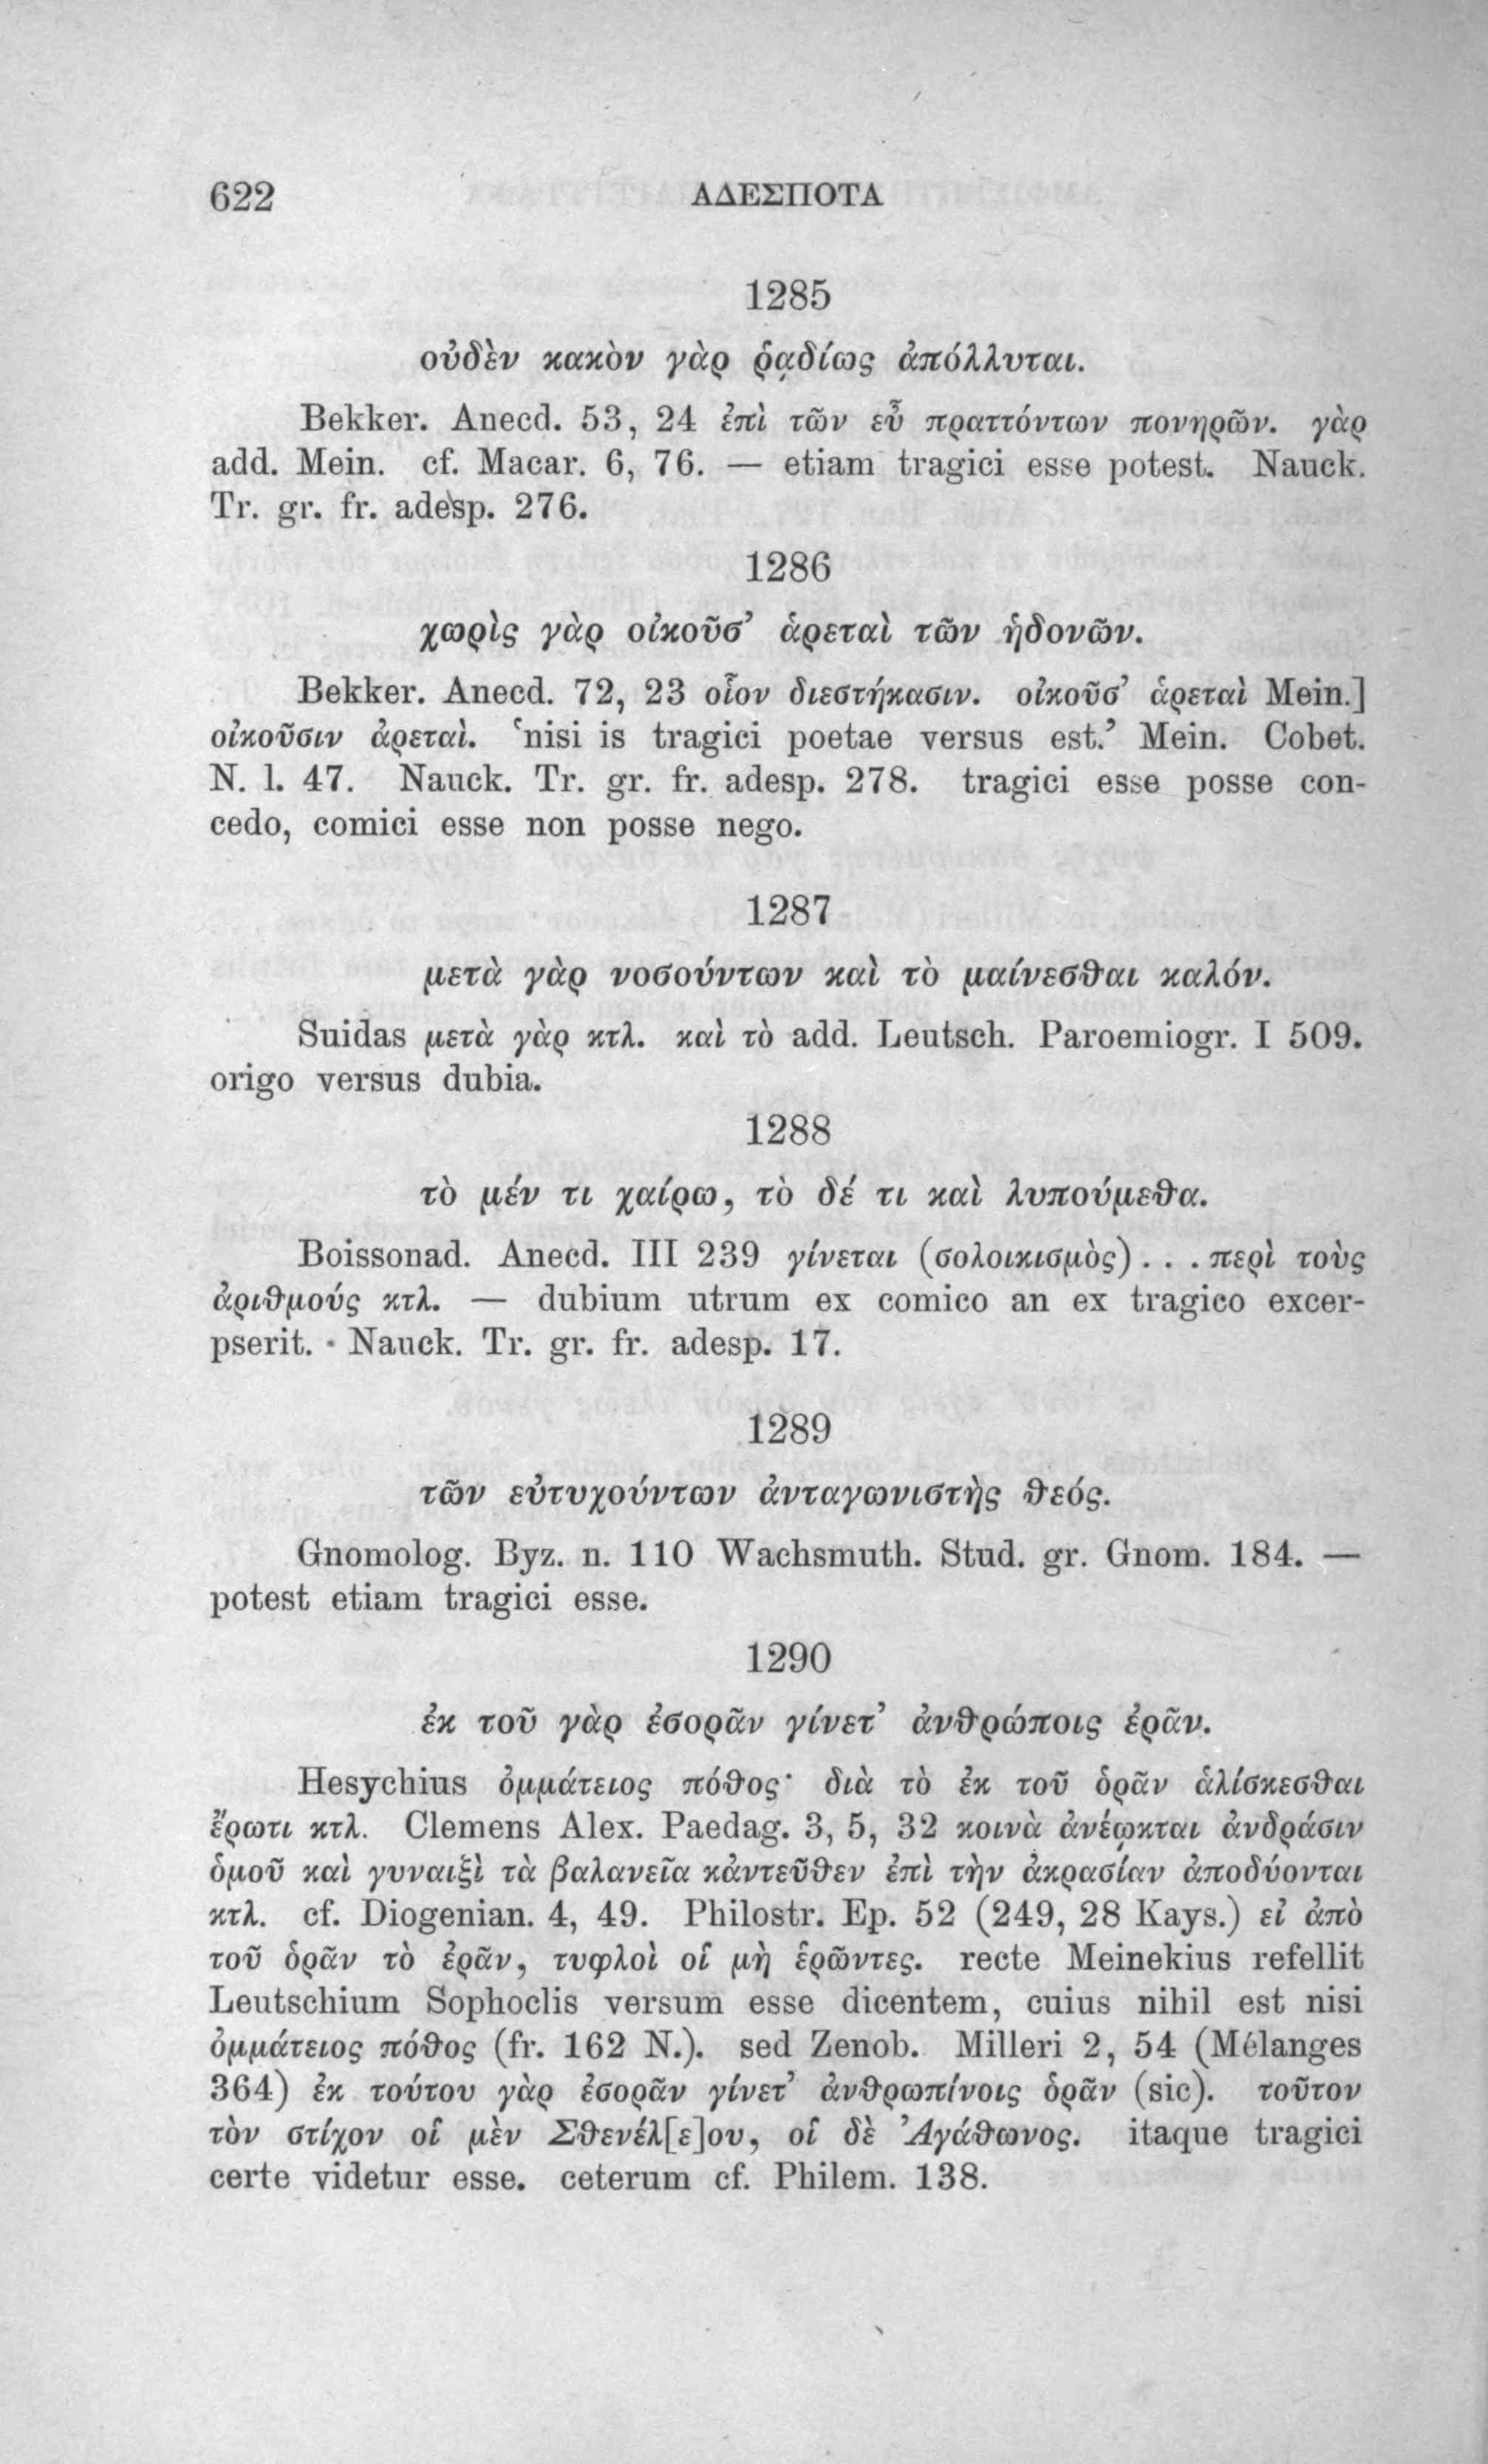 622 ΑΔΕΣΠΟΤΑ
1285
οὐδὲν κακὸν γὰρ ῥᾳδίως ἀπόλλυται.
Bekker. Anecd. 53, 24 ἐπὶ τῶν εὖ πραττόντων πονηρῶν. γὰρ
add. Mein. cf. Macar. 6, 76. — etiam tragici esse potest. Nauck.
Tr. gr. fr. adesp. 276.
1286
χωρὶς γὰρ οἰκοῦσ’ ἁρεταὶ τῶν ἡδονῶν.
Bekker. Anecd. 72, 23 οἷον διεστήκασιν. οἰκοῦσ’ ἁρεταὶ Mein.]
οἰκοῦσιν ἀρεταὶ. ‘nisi is tragici poetae versus est.’ Mein. Cobet.
N. l. 47. Nauck. Tr. gr. fr. adesp. 278. tragici esse posse con-
cedo, comici esse non posse nego.
1287
μετὰ γὰρ νοσούντων καὶ τὸ μαίνεσθαι καλόν.
Suidas μετὰ γὰρ κτλ. καὶ τὸ add. Leutsch. Paroemiogr. I 509.
origo versus dubia.
1288
τὸ μέν τι χαίρω, τὸ δέ τι καὶ λυπούμεθα.
Boissonad. Anecd. III 239 γίνεται (σολοικισμὸς) . . . περὶ τοὺς
ἀριθμούς κτλ. — dubium utrum ex comico an ex tragico excer-
pserit. Nauck. Tr. gr. fr. adesp. 17.
1289
τῶν εὐτυχούντων ἀνταγωνιστὴς θεός.
Gnomolog. Byz. n. 110 Wachsmuth. Stud. gr. Gnom. 184. —
potest etiam tragici esse.
1290
ἐκ τοῦ γὰρ ἐσορᾶν γίνετ’ ἀνθρώποις ἐρᾶν.
Hesychius ὀμμάτειος πόθος· διὰ τὸ ἐκ τοῦ ὁρᾶν ἁλίσκεσθαι
ἔρωτι κτλ. Clemens Alex. Paedag. 3, 5, 32 κοινὰ ἀνέῳκται ἀνδράσιν
ὁμοῦ καὶ γυναιξὶ τὰ βαλανεῖα κἀντεῦθεν ἐπὶ τὴν ἀκρασίαν ἀποδύονται
κτλ. cf. Diogenian. 4, 49. Philostr. Ep. 52 (249, 28 Kays.) εἰ ἀπὸ
τοῦ ὁρᾶν τὸ ἐρᾶν, τυφλοὶ οἱ μὴ ἐρῶντες. recte Meinekius refellit
Leutschium Sophoclis versum esse dicentem, cuius nihil est nisi
ὀμμάτειος πόθος (fr. 162 N.). sed Zenob. Milleri 2, 54 (Mélanges
364) ἐκ τούτου γὰρ ἐσορᾶν γίνετ’ ἀνθρωπίνοις ὁρᾶν (sic). τοῦτον
τὸν στίχον οἱ μὲν Σθενέλ[ε]ου, οἱ δὲ Ἀγάθωνος. itaque tragici
certe videtur esse. ceterum cf. Philem. 138.